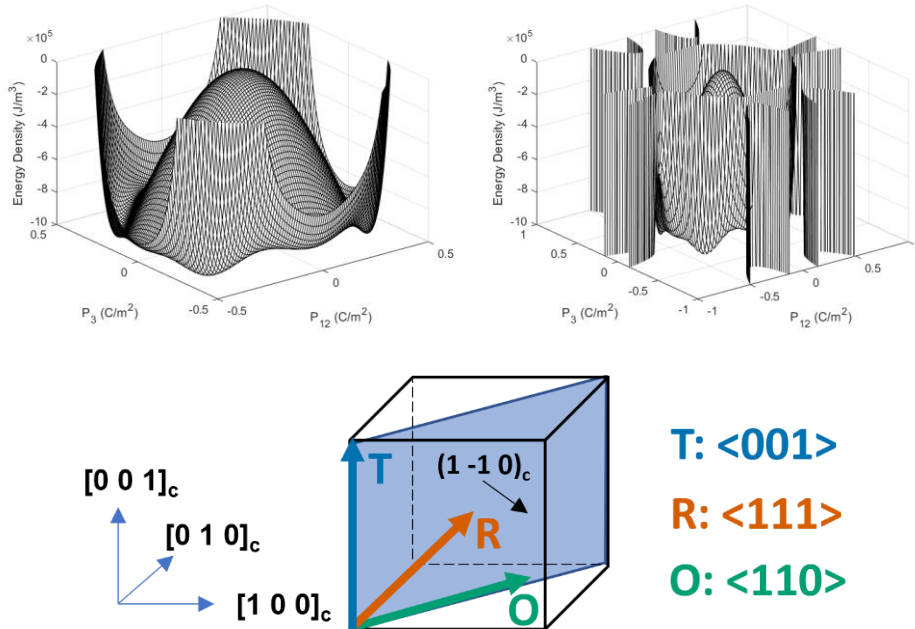 ×10⁵
0
-2
-4
-6
-8
-10
Energy Density (J/m³)
0.5
0
-0.5
P₃ (C/m²)
-0.5
0
0.5
P₁₂ (C/m²)
×10⁵
0
-2
-4
-6
-8
-10
Energy Density (J/m³)
1
0.5
0
-0.5
-1
P₃ (C/m²)
-1
-0.5
0
0.5
1
P₁₂ (C/m²)
[0 0 1]c
[0 1 0]c
[1 0 0]c
T
(1 -1 0)c
R
O
T: <001>
R: <111>
O: <110>